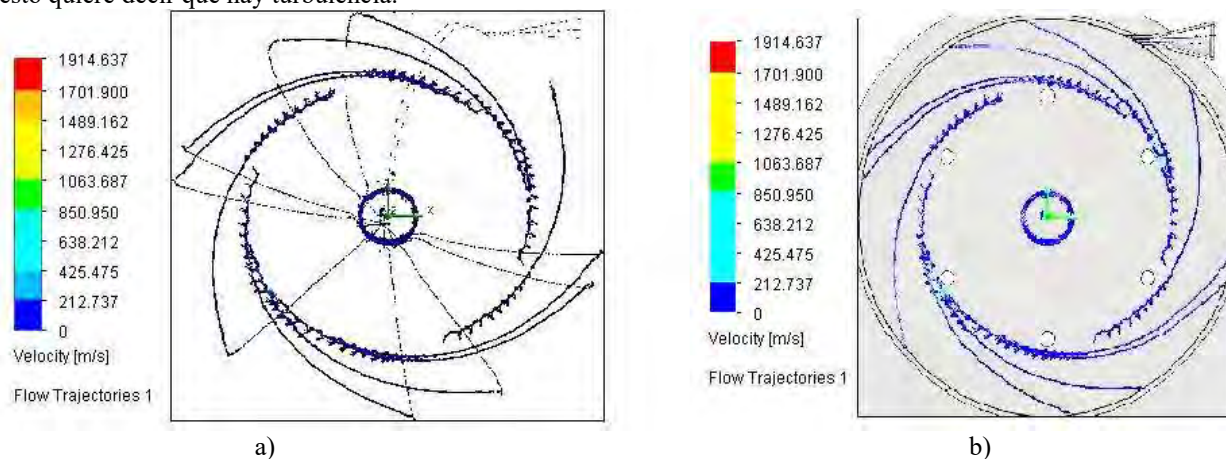 esto quiere decir que hay turbulencia.
1914.637
1701.900
1489.162
1276.425
1063.687
850.950
638.212
425.475
212.737
0
Velocity [m/s]
Flow Trajectories 1
X
a)
1914.637
1701.900
1489.162
1276.425
1063.687
850.950
638.212
425.475
212.737
0
Velocity [m/s]
Flow Trajectories 1
b)